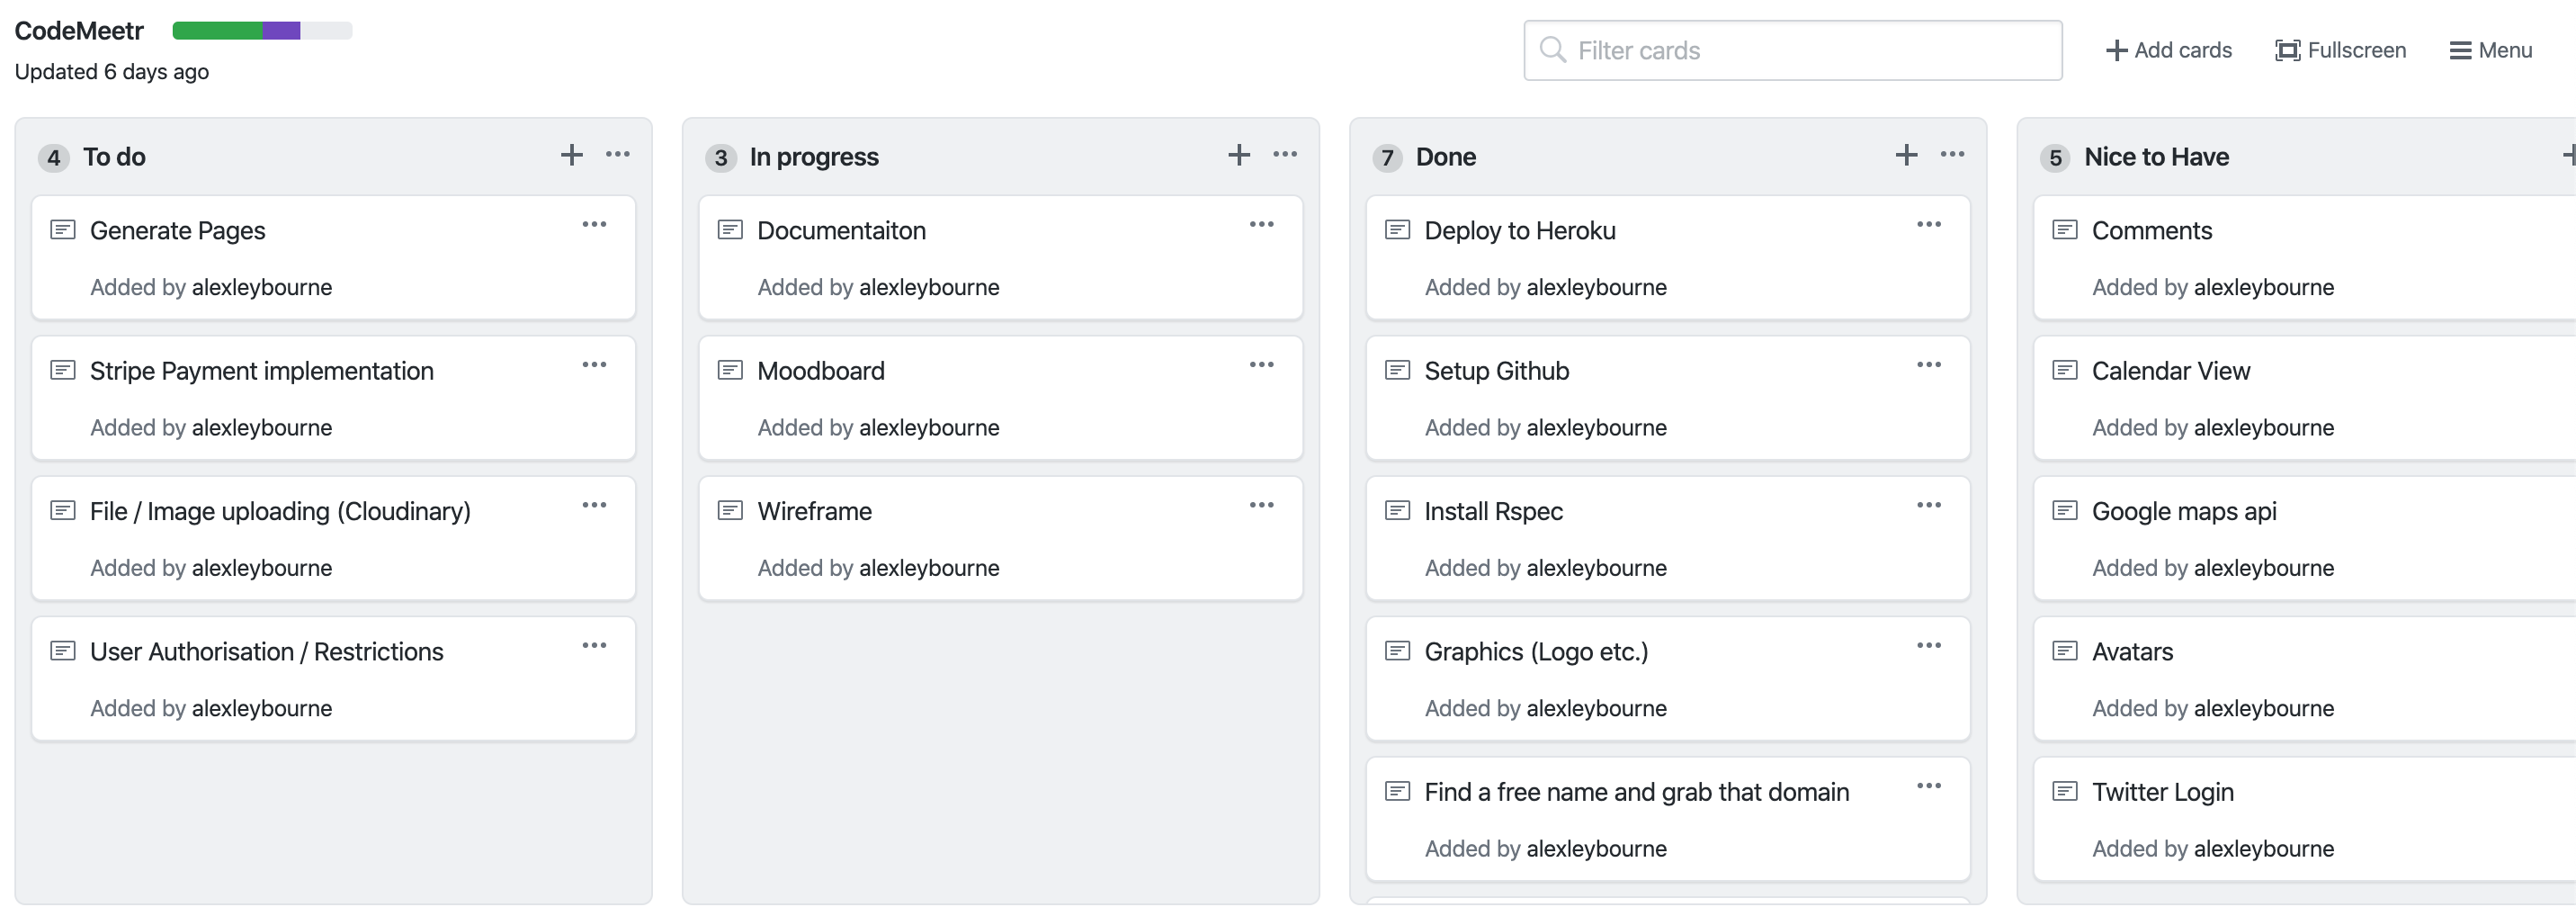 CodeMeetr
Updated 6 days ago
Filter cards
Add cards
Fullscreen
Menu
4 To do
Generate Pages
Added by alexleybourne
Stripe Payment implementation
Added by alexleybourne
File / Image uploading (Cloudinary)
Added by alexleybourne
User Authorisation / Restrictions
Added by alexleybourne
3 In progress
Documentaiton
Added by alexleybourne
Moodboard
Added by alexleybourne
Wireframe
Added by alexleybourne
7 Done
Deploy to Heroku
Added by alexleybourne
Setup Github
Added by alexleybourne
Install Rspec
Added by alexleybourne
Graphics (Logo etc.)
Added by alexleybourne
Find a free name and grab that domain
Added by alexleybourne
5 Nice to Have
Comments
Added by alexleybourne
Calendar View
Added by alexleybourne
Google maps api
Added by alexleybourne
Avatars
Added by alexleybourne
Twitter Login
Added by alexleybourne